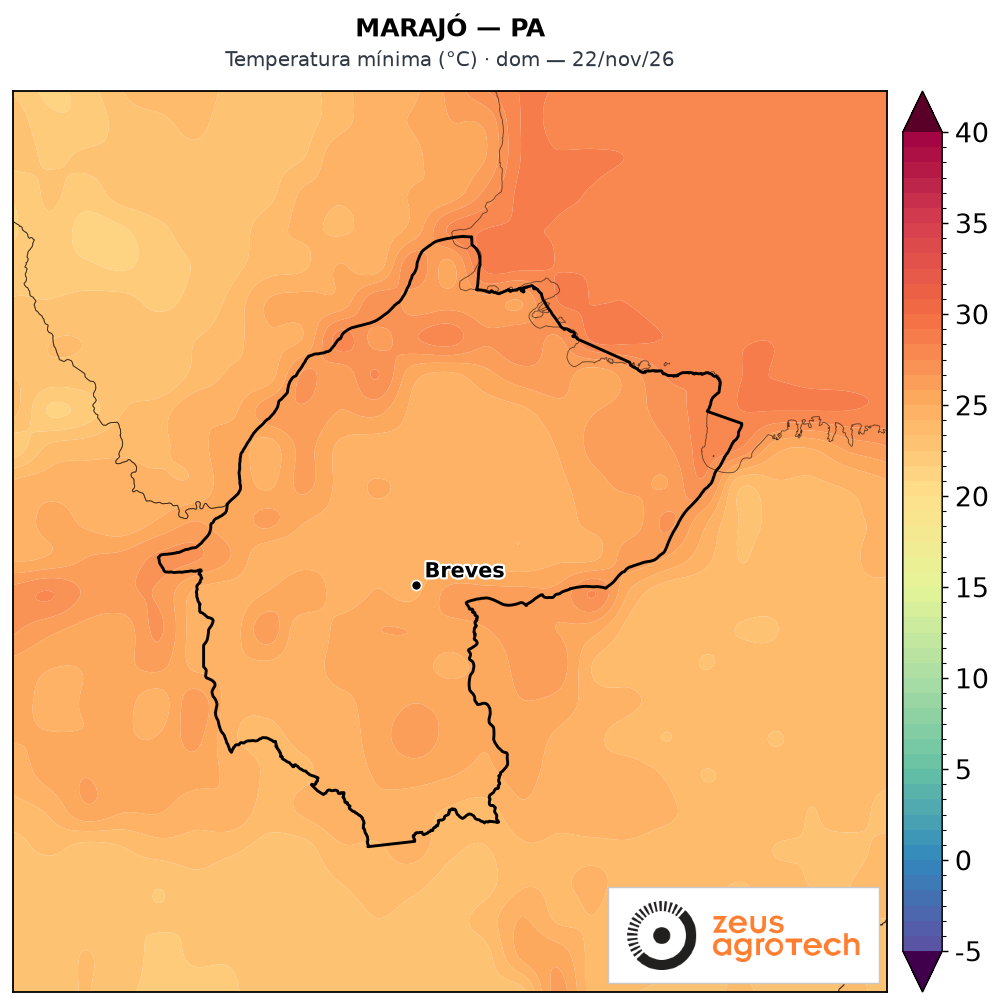 MARAJÓ — PA
Temperatura mínima (°C) · dom — 22/nov/26
40
35
30
25
20
15
10
5
0
-5
Breves
zeus
agrotech